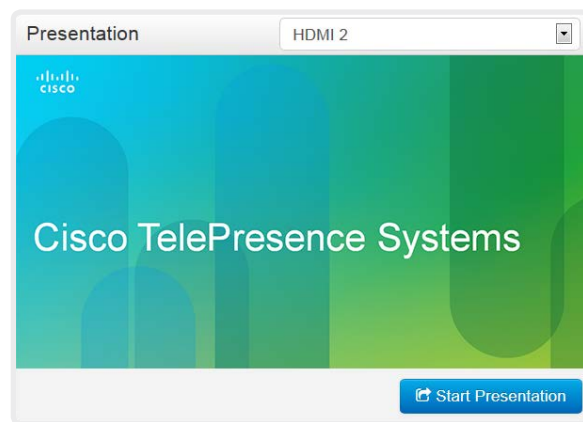 Presentation HDMI 2
CISCO
Cisco TelePresence Systems
Start Presentation